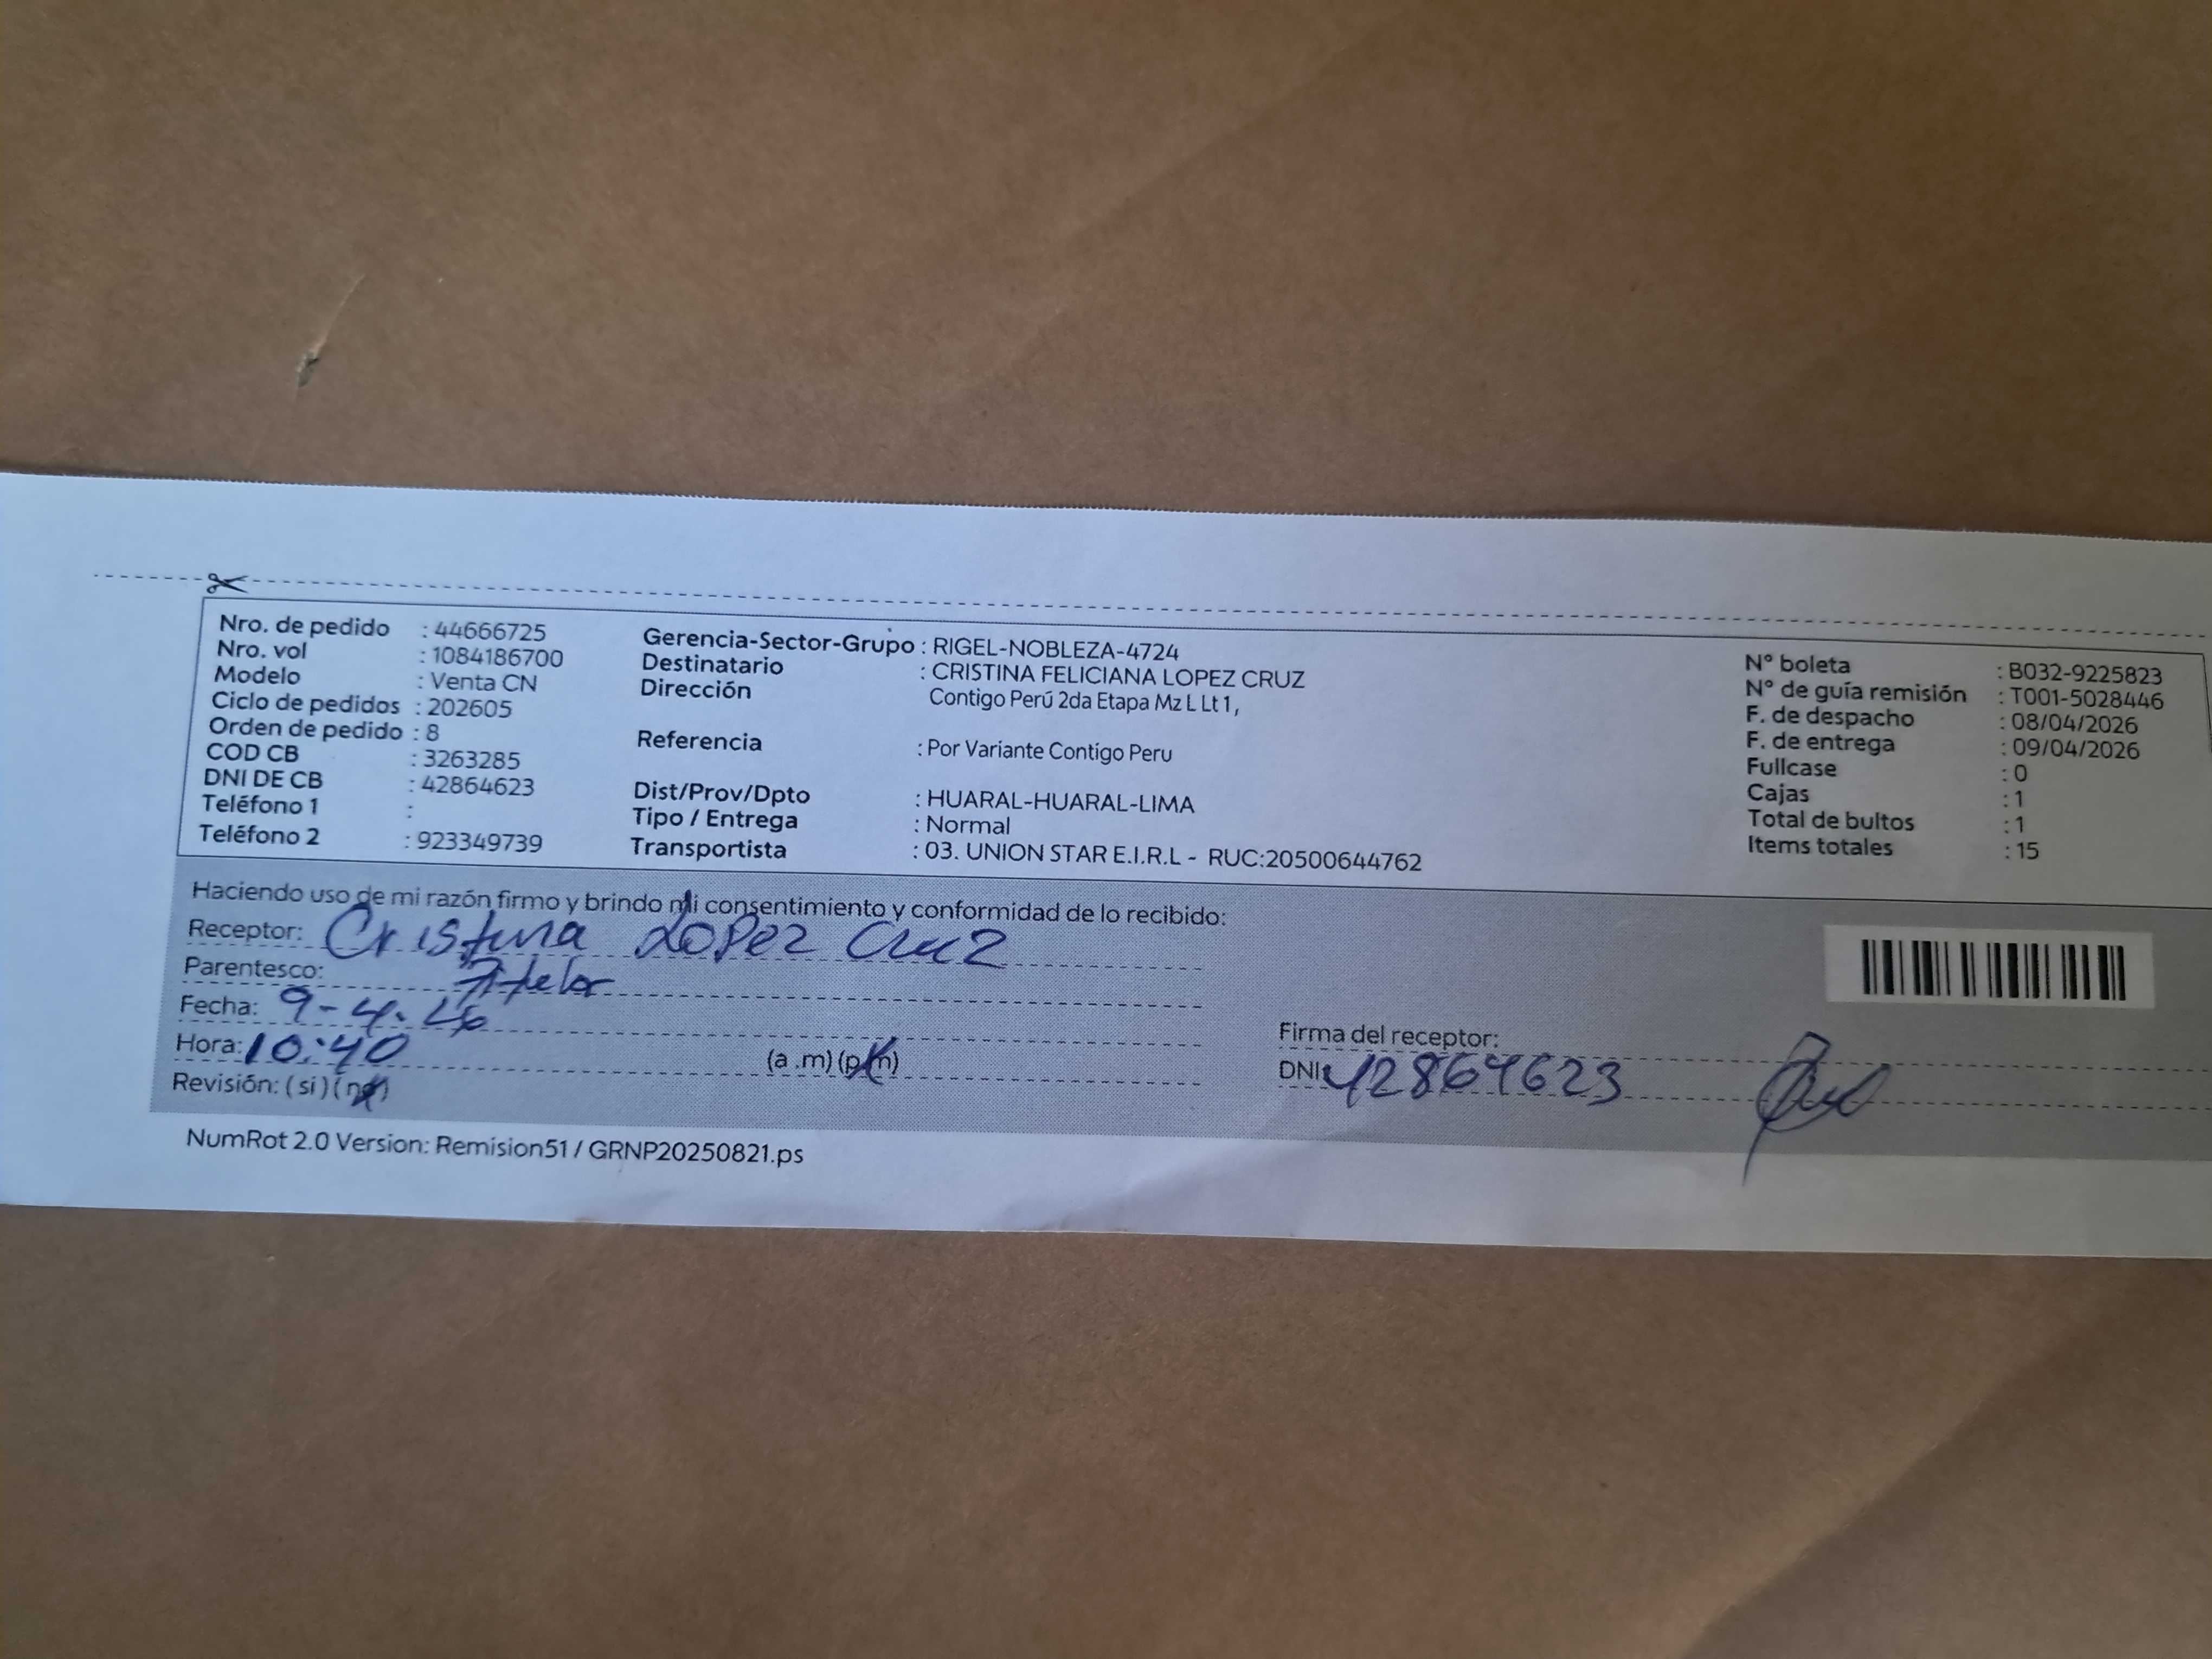 Nro. de pedido : 44666725
Nro. vol : 1084186700
Modelo : Venta CN
Ciclo de pedidos : 202605
Orden de pedido : 8
COD CB : 3263285
DNI DE CB : 42864623
Teléfono 1 :
Teléfono 2 : 923349739
Gerencia-Sector-Grupo : RIGEL-NOBLEZA-4724
Destinatario : CRISTINA FELICIANA LOPEZ CRUZ
Dirección Contigo Perú 2da Etapa Mz L Lt 1,
Referencia : Por Variante Contigo Peru
Dist/Prov/Dpto : HUARAL-HUARAL-LIMA
Tipo / Entrega : Normal
Transportista : 03. UNION STAR E.I.R.L - RUC:20500644762
N° boleta : B032-9225823
N° de guía remisión : T001-5028446
F. de despacho : 08/04/2026
F. de entrega : 09/04/2026
Fullcase : 0
Cajas : 1
Total de bultos : 1
Items totales : 15
Haciendo uso de mi razón firmo y brindo mi consentimiento y conformidad de lo recibido:
Receptor: Cristina Lopez Cruz
Parentesco:
Fecha: 9-4-26
Hora: 10:40 (a .m) (p.m)
Revisión: (si) (no)
Firma del receptor:
DNI: 42864623
NumRot 2.0 Version: Remision51 / GRNP20250821.ps